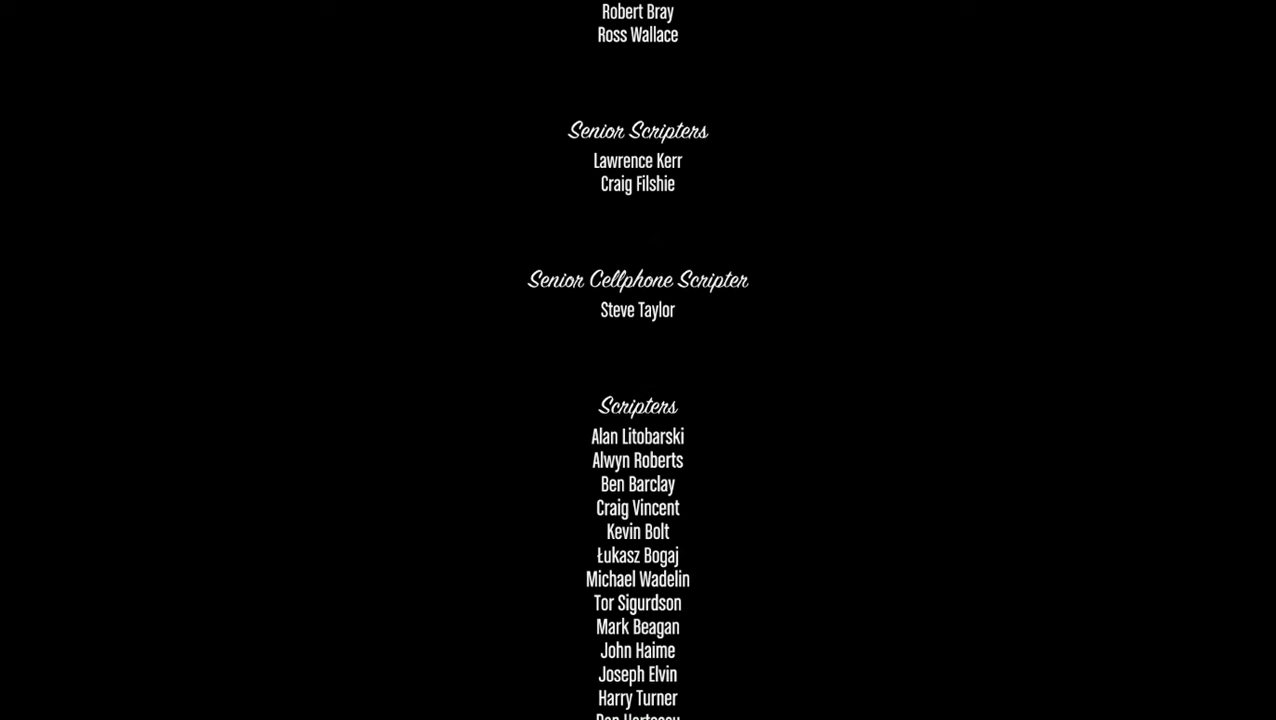 Robert Bray
Ross Wallace
Senior Scripters
Lawrence Kerr
Craig Filshie
Senior Cellphone Scripter
Steve Taylor
Scripters
Alan Litobarski
Alwyn Roberts
Ben Barclay
Craig Vincent
Kevin Bolt
Łukasz Bogaj
Michael Wadelin
Tor Sigurdson
Mark Beagan
John Haime
Joseph Elvin
Harry Turner